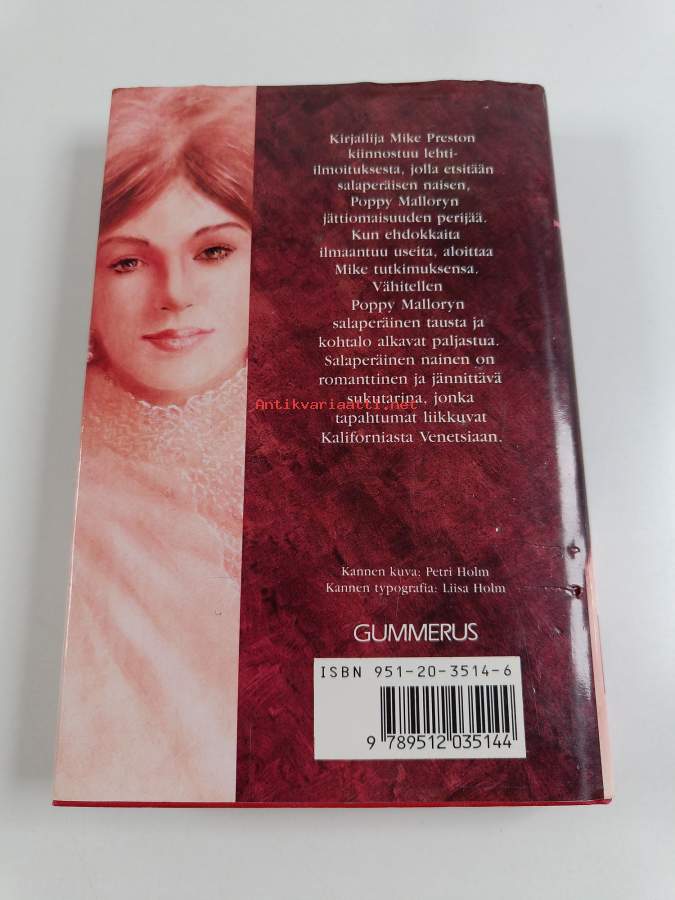 Kirjailija Mike Preston
kiinnostuu lehti-
ilmoituksesta, jolla etsitään
salaperäisen naisen,
Poppy Malloryn
jättiomaisuuden perijää.
Kun ehdokkaita
ilmaantuu useita, aloittaa
Mike tutkimuksensa.
Vähitellen
Poppy Malloryn
salaperäinen tausta ja
kohtalo alkavat paljastua.
Salaperäinen nainen on
romanttinen ja jännittävä
sukutarina, jonka
Antikvariaatti.net
tapahtumat liikkuvat
Kaliforniasta Venetsiaan.
Kannen kuva: Petri Holm
Kannen typografia: Liisa Holm
GUMMERUS
ISBN 951-20-3514-6
9 789512 035144